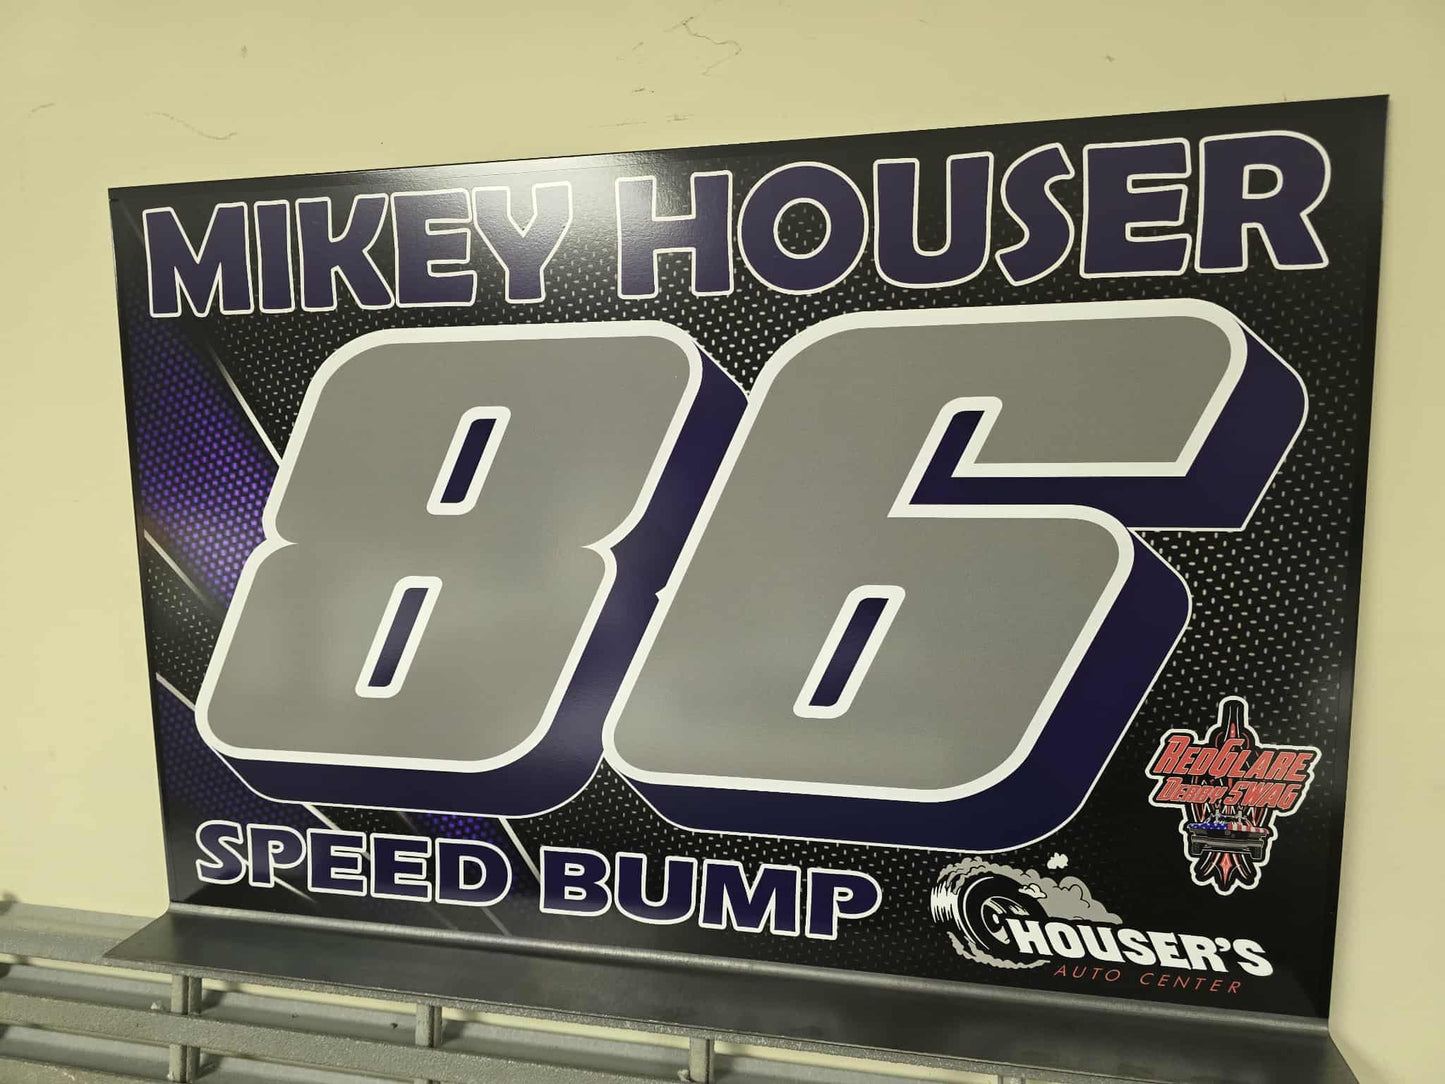 MIKEY HOUSER
86
SPEED BUMP
REDGLARE
DERBY SWAG
HOUSER'S
AUTO CENTER